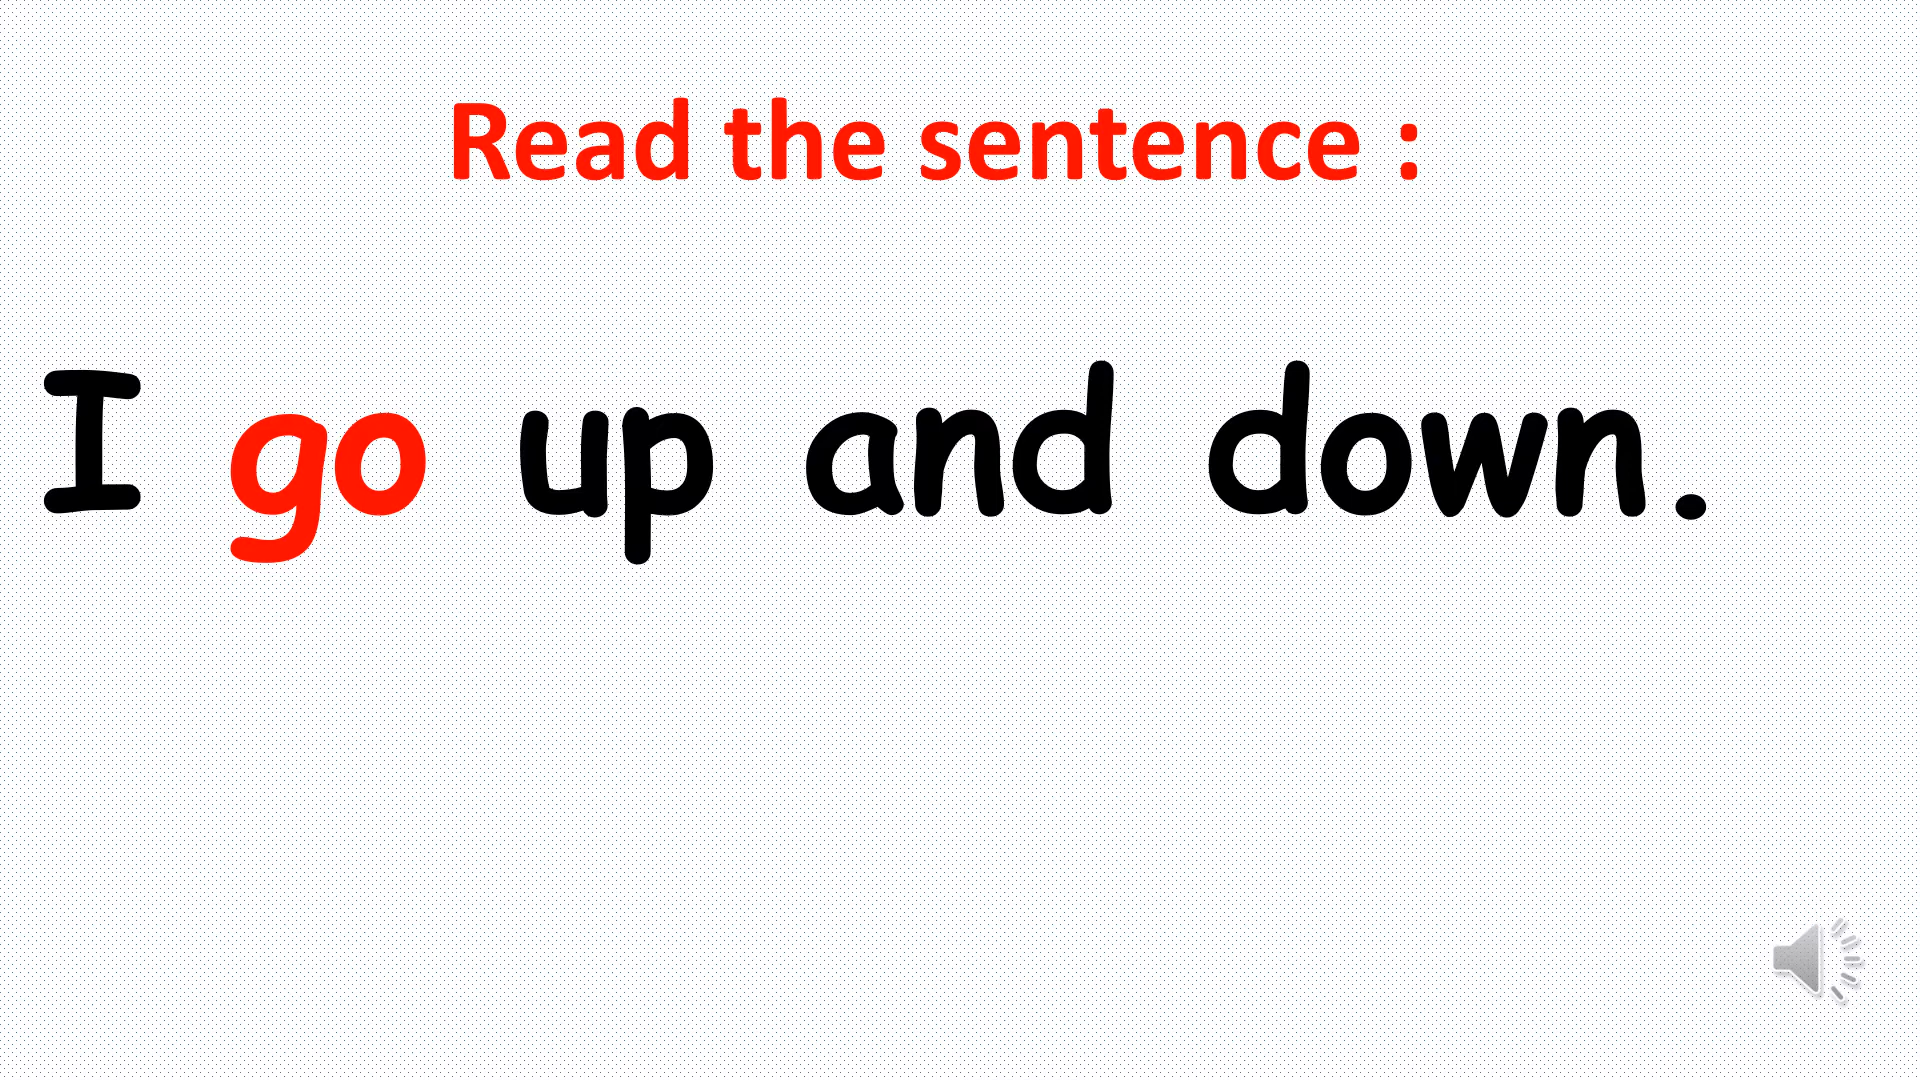 Read the sentence :
I go up and down.